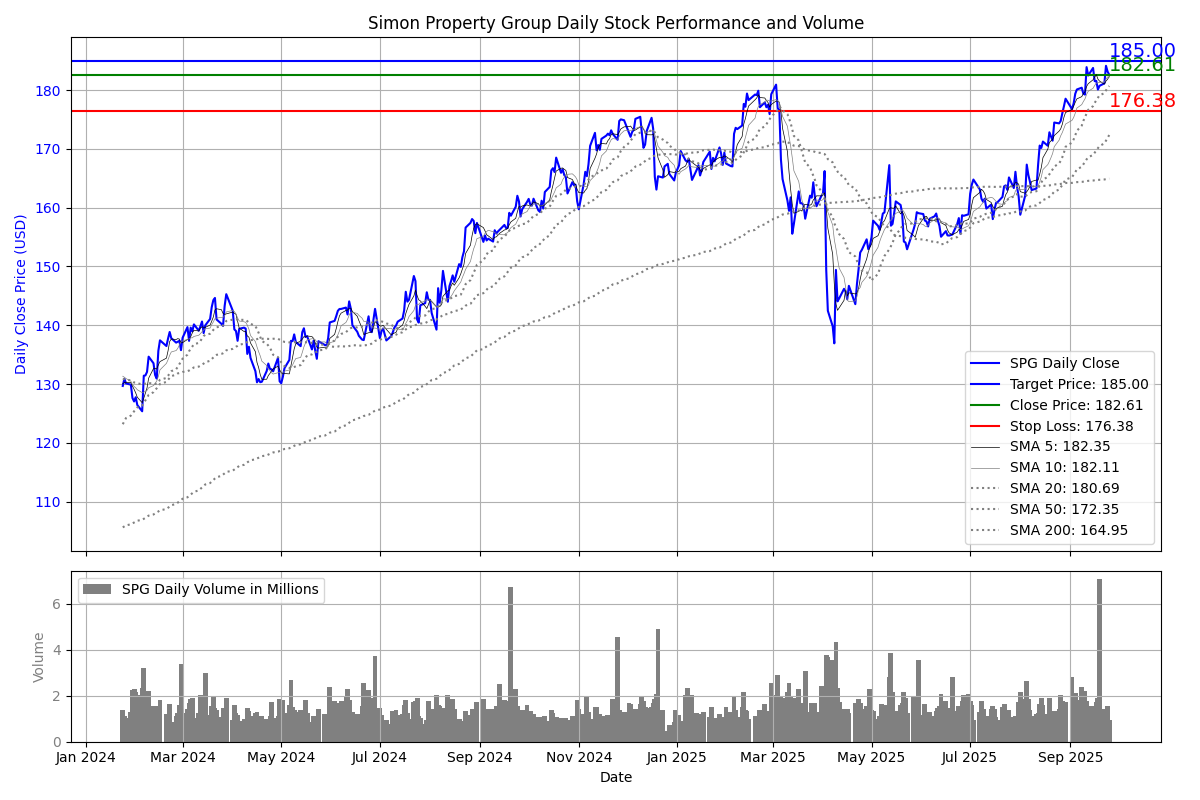 Simon Property Group Daily Stock Performance and Volume
185.00
182.61
176.38
Daily Close Price (USD)
180
170
160
150
140
130
120
110
SPG Daily Close
Target Price: 185.00
Close Price: 182.61
Stop Loss: 176.38
SMA 5: 182.35
SMA 10: 182.11
SMA 20: 180.69
SMA 50: 172.35
SMA 200: 164.95
SPG Daily Volume in Millions
Volume
6
4
2
0
Jan 2024
Mar 2024
May 2024
Jul 2024
Sep 2024
Nov 2024
Jan 2025
Mar 2025
May 2025
Jul 2025
Sep 2025
Date